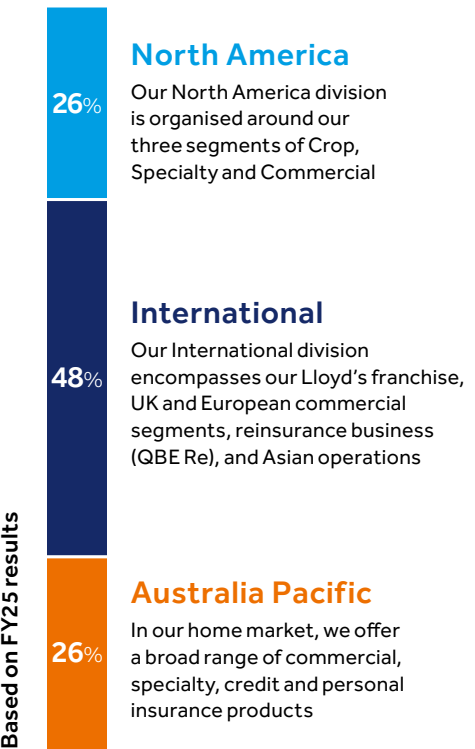 North America
26%
Our North America division
is organised around our
three segments of Crop,
Specialty and Commercial
International
Our International division
48%
encompasses our Lloyd's franchise,
UK and European commercial
segments, reinsurance business
(QBE Re), and Asian operations
Australia Pacific
In our home market, we offer
26%
a broad range of commercial,
specialty, credit and personal
insurance products
Based on FY25 results